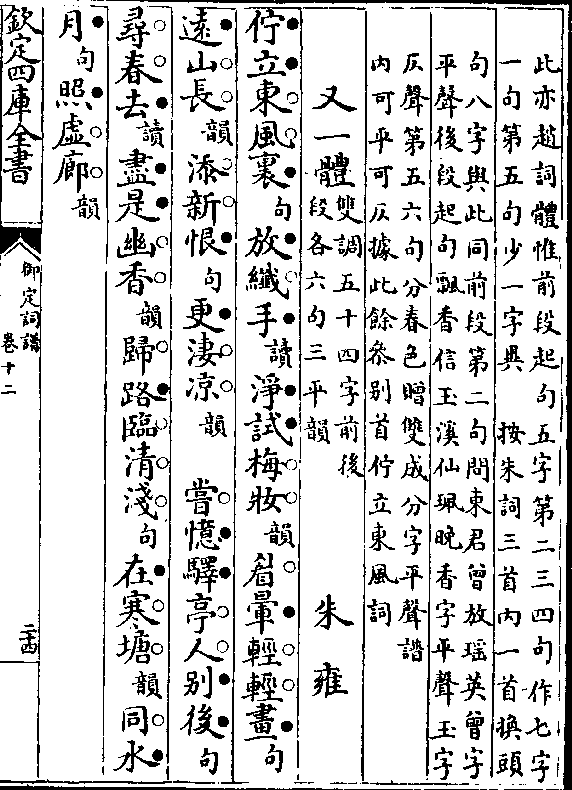 此亦趙詞體惟前段起句五字第二三四句作七字
一句第五句少一字異　按朱詞三首内一首換頭
句八字與此同前段第二句問東君曾放瑶英曾字
平聲後段起句飄香信玉溪仙珮晚香字平聲玉字
仄聲第五六句分春色贈雙成分字平聲譜
内可平可仄據此餘叅别首佇立東風詞
又一體雙調五十四字前後
段各六句三平韻　朱雍
佇立東風裏句放纖手讀淨試梅妝韻眉暈輕輕畫句
遠山長韻添新恨句更淒凉韻　嘗憶驛亭人别後句
尋春去讀盡是幽香韻歸路臨清淺句在寒塘韻同水
月句照虚廊韻
欽定四庫全書
御定詞譜
卷十二
二十四